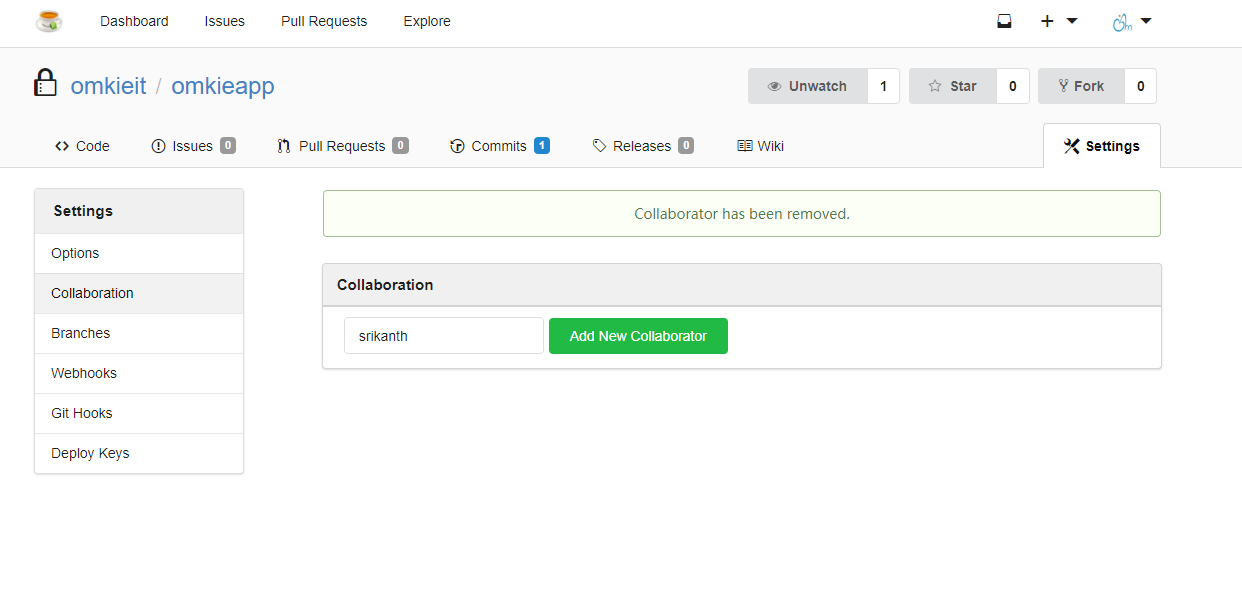 Dashboard Issues Pull Requests Explore
omkieit / omkieapp
Unwatch 1 Star 0 Fork 0
Code Issues 0 Pull Requests 0 Commits 1 Releases 0 Wiki Settings
Settings
Options
Collaboration
Branches
Webhooks
Git Hooks
Deploy Keys
Collaborator has been removed.
Collaboration
srikanth Add New Collaborator